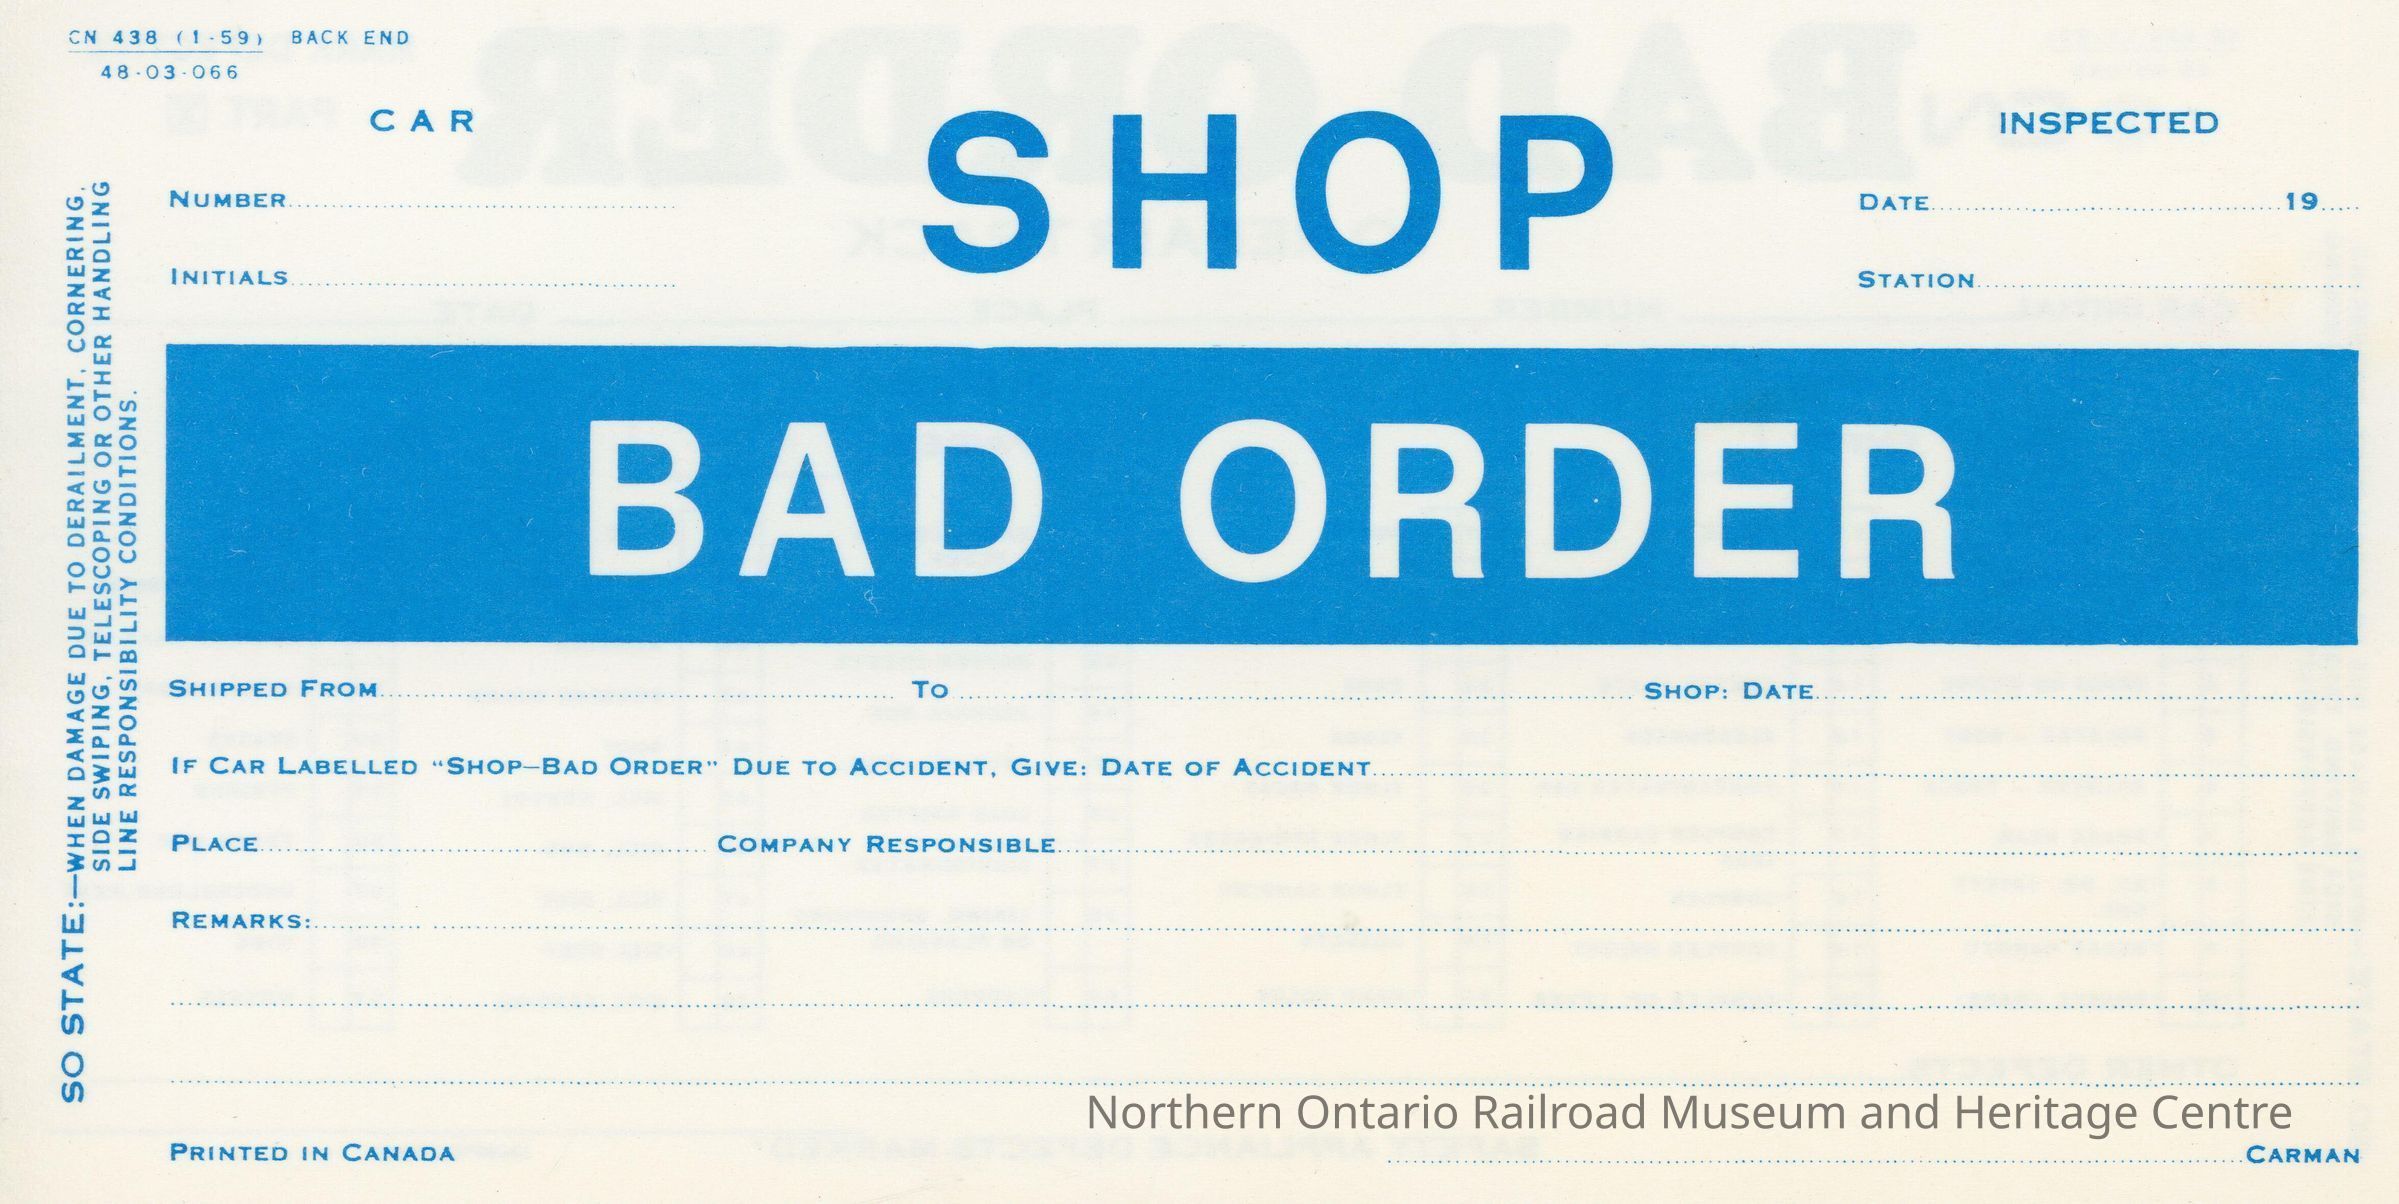 CN 438 (1-59) BACK END
48-03-066
CAR
SHOP
INSPECTED
NUMBER
DATE 19
INITIALS
STATION
BAD ORDER
SHIPPED FROM TO SHOP: DATE
IF CAR LABELLED “SHOP—BAD ORDER” DUE TO ACCIDENT, GIVE: DATE OF ACCIDENT
PLACE COMPANY RESPONSIBLE
REMARKS:
SO STATE:—WHEN DAMAGE DUE TO DERAILMENT, CORNERING,
SIDE SWIPING, TELESCOPING OR OTHER HANDLING
LINE RESPONSIBILITY CONDITIONS.
Northern Ontario Railroad Museum and Heritage Centre
PRINTED IN CANADA
CARMAN